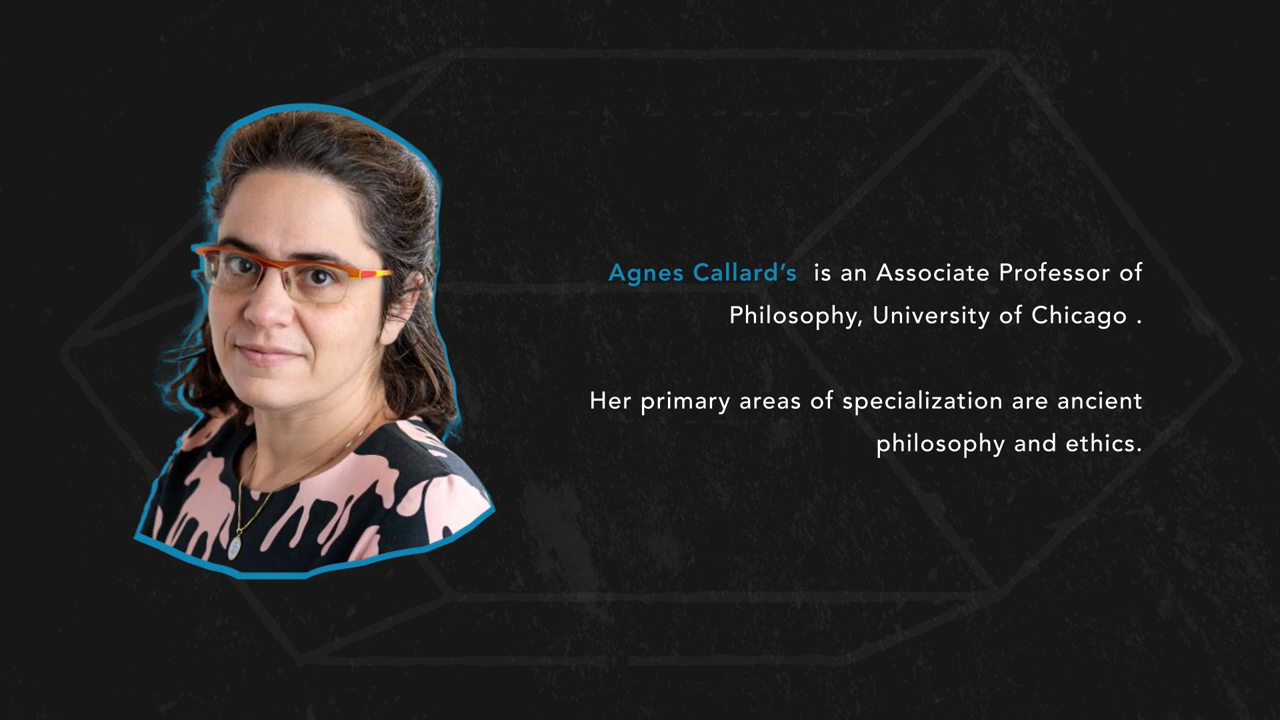 Agnes Callard’s is an Associate Professor of
Philosophy, University of Chicago .
Her primary areas of specialization are ancient
philosophy and ethics.